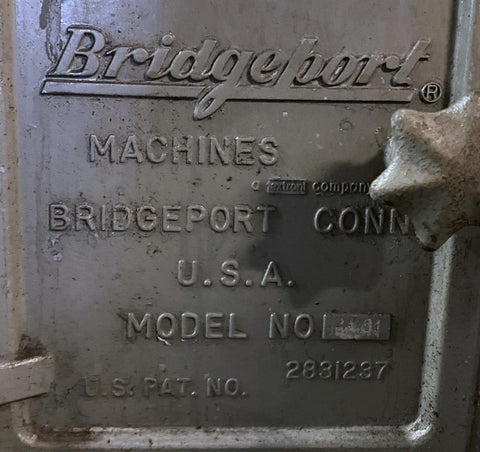 Bridgeport®
MACHINES
a textron company
BRIDGEPORT CONN
U.S.A.
MODEL NO
2831237
U.S. PAT. NO.